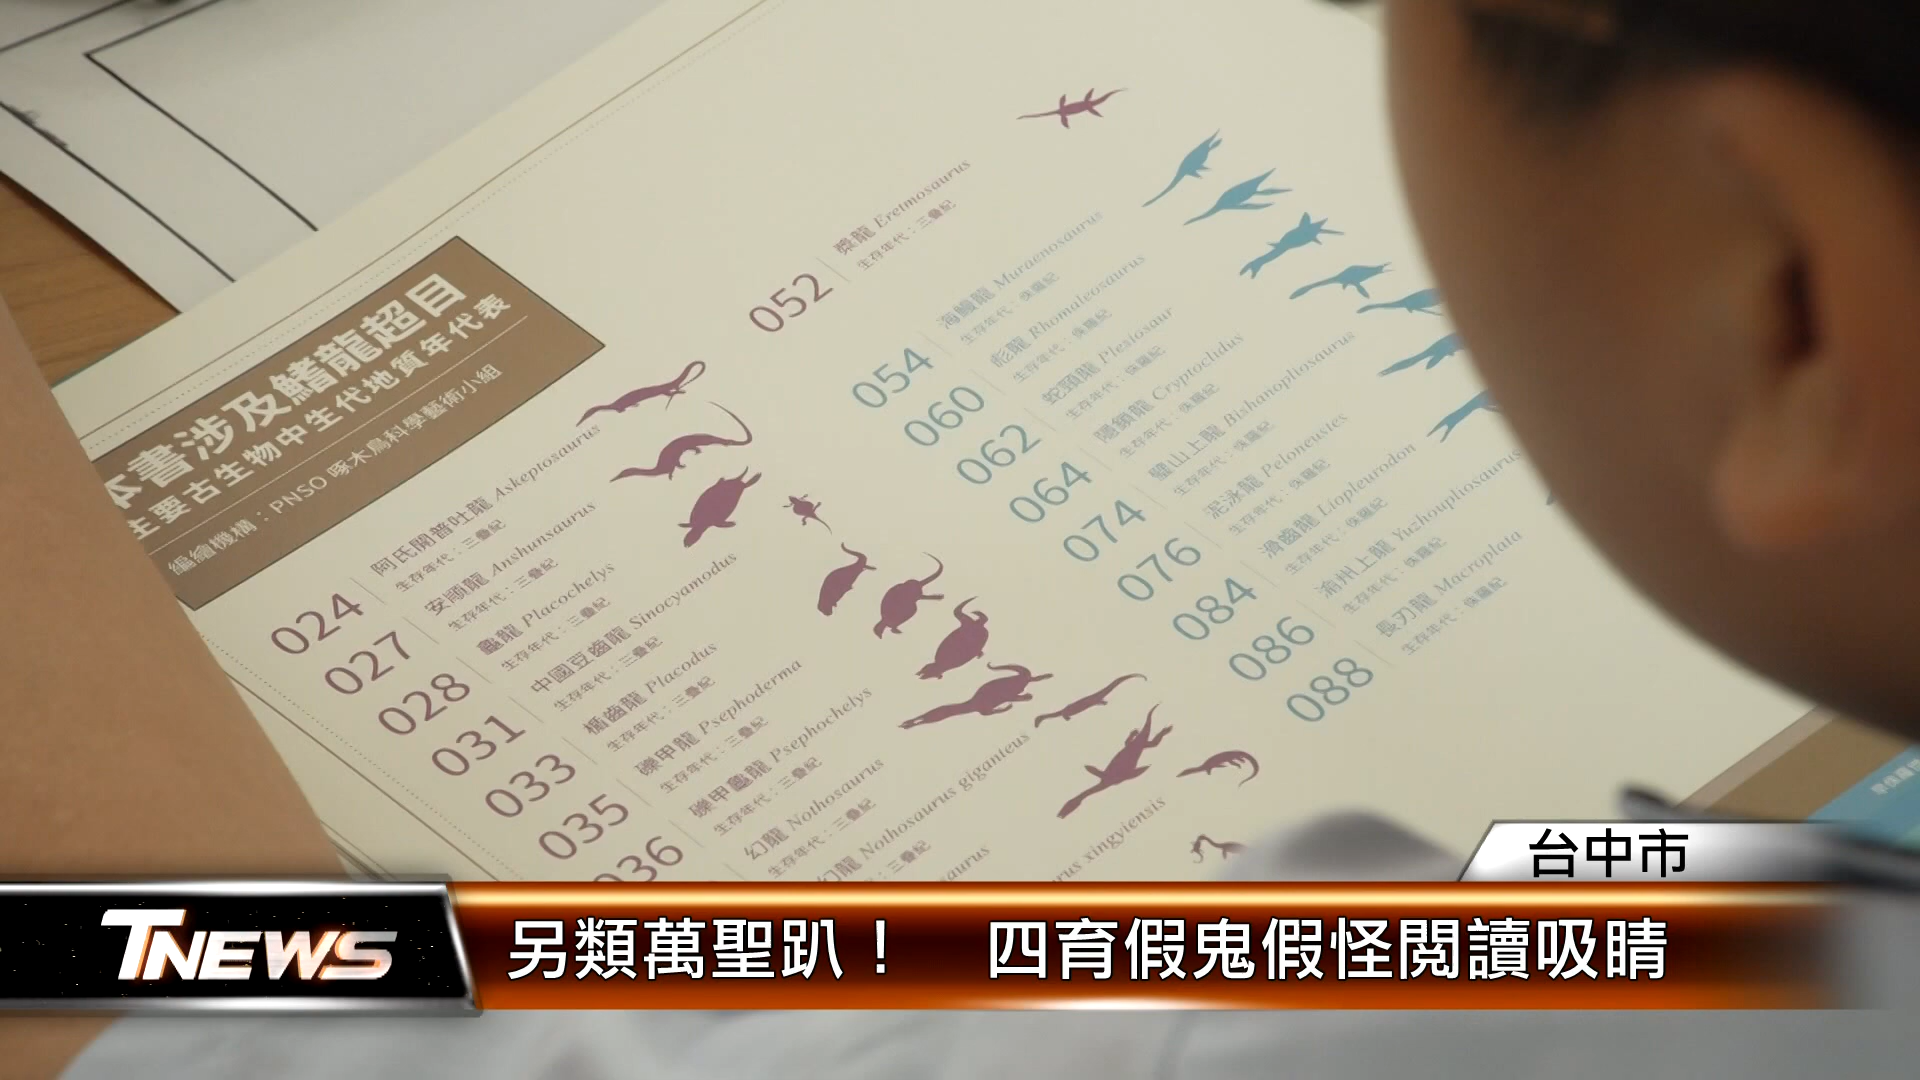 本書涉及鰭龍超目
主要古生物中生代地質年代表
編繪機構：PNSO 啄木鳥科學藝術小組
024 阿氏開普吐龍 Askeptosaurus
生存年代：三疊紀
027 安順龍 Anshunsaurus
生存年代：三疊紀
028 龜龍 Placochelys
生存年代：三疊紀
031 中國豆齒龍 Sinocyamodus
生存年代：三疊紀
033 楯齒龍 Placodus
生存年代：三疊紀
035 礫甲龍 Psephoderma
生存年代：三疊紀
036 礫甲龜龍 Psephochelys
生存年代：三疊紀
幻龍 Nothosaurus
生存年代：三疊紀
幻龍 Nothosaurus giganteus
三疊紀
xingyiensis
052 槳龍 Eretmosaurus
生存年代：三疊紀
054 海鰻龍 Muraenosaurus
生存年代：侏羅紀
060 彪龍 Rhomaleosaurus
生存年代：侏羅紀
062 蛇頸龍 Plesiosaur
生存年代：侏羅紀
064 隱鎖龍 Cryptoclidus
生存年代：侏羅紀
074 璧山上龍 Bishanopliosaurus
生存年代：侏羅紀
076 泥泳龍 Peloneustes
生存年代：侏羅紀
084 滑齒龍 Liopleurodon
生存年代：侏羅紀
086 渝州上龍 Yuzhoupliosaurus
生存年代：侏羅紀
088 長刃龍 Macroplata
生存年代：侏羅紀
台中市
TNEWS
另類萬聖趴！ 四育假鬼假怪閱讀吸睛